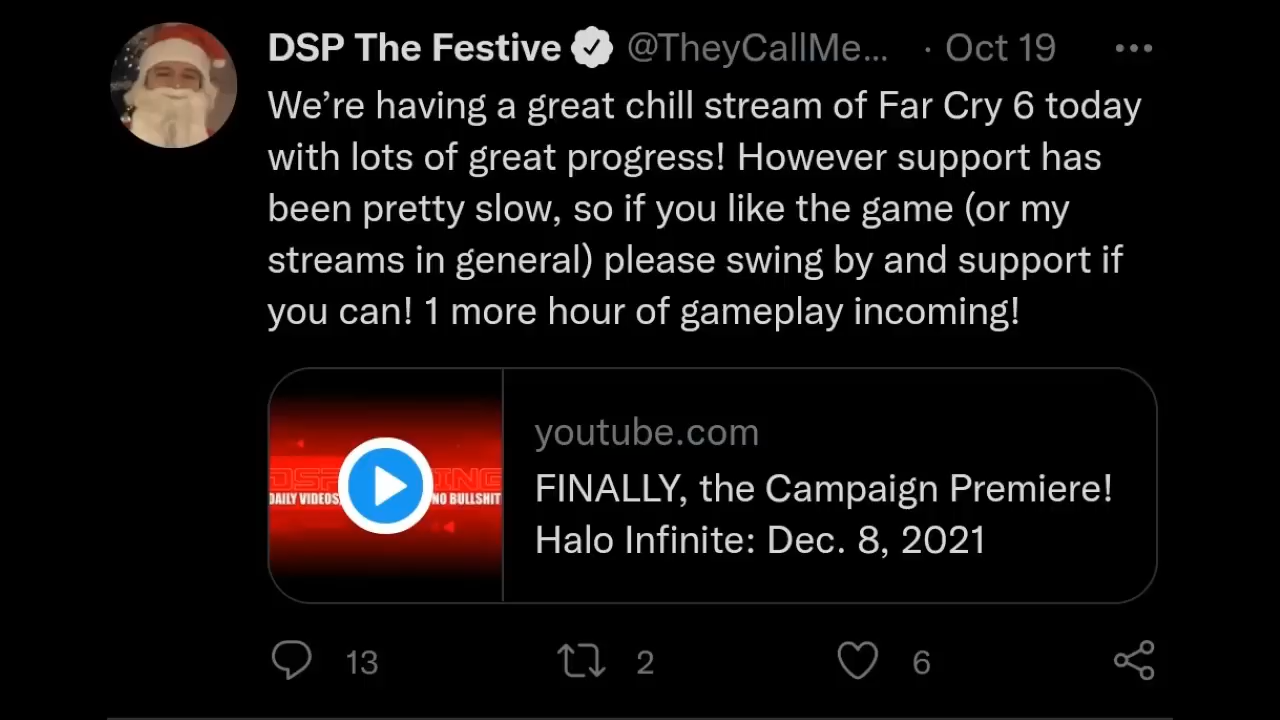 DSP The Festive @TheyCallMe... · Oct 19
We're having a great chill stream of Far Cry 6 today
with lots of great progress! However support has
been pretty slow, so if you like the game (or my
streams in general) please swing by and support if
you can! 1 more hour of gameplay incoming!
DAILY VIDEOS NO BULLSHIT
youtube.com
FINALLY, the Campaign Premiere!
Halo Infinite: Dec. 8, 2021
13 2 6